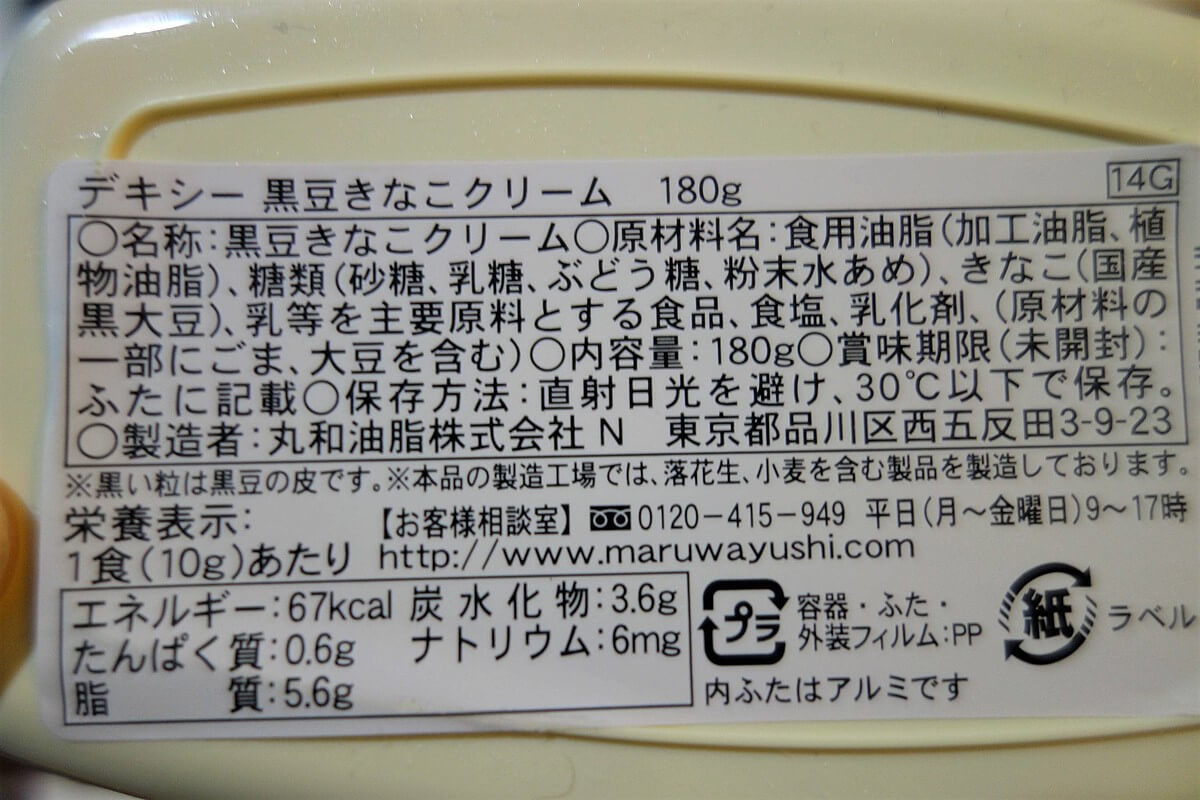 デキシー 黒豆きなこクリーム 180g
14G
○名称:黒豆きなこクリーム○原材料名:食用油脂(加工油脂、植
物油脂)、糖類(砂糖、乳糖、ぶどう糖、粉末水あめ)、きなこ(国産
黒大豆)、乳等を主要原料とする食品、食塩、乳化剤、(原材料の
一部にごま、大豆を含む)○内容量:180g○賞味期限(未開封):
ふたに記載○保存方法:直射日光を避け、30℃以下で保存。
○製造者:丸和油脂株式会社 N 東京都品川区西五反田3-9-23
※黒い粒は黒豆の皮です。※本品の製造工場では、落花生、小麦を含む製品を製造しております。
栄養表示:
1食(10g)あたり
【お客様相談室】 0120-415-949 平日(月～金曜日)9～17時
http://www.maruwayushi.com
エネルギー:67kcal 炭水化物:3.6g
たんぱく質:0.6g ナトリウム:6mg
脂 質:5.6g
プラ
容器・ふた・
外装フィルム:PP
内ふたはアルミです
紙
ラベル